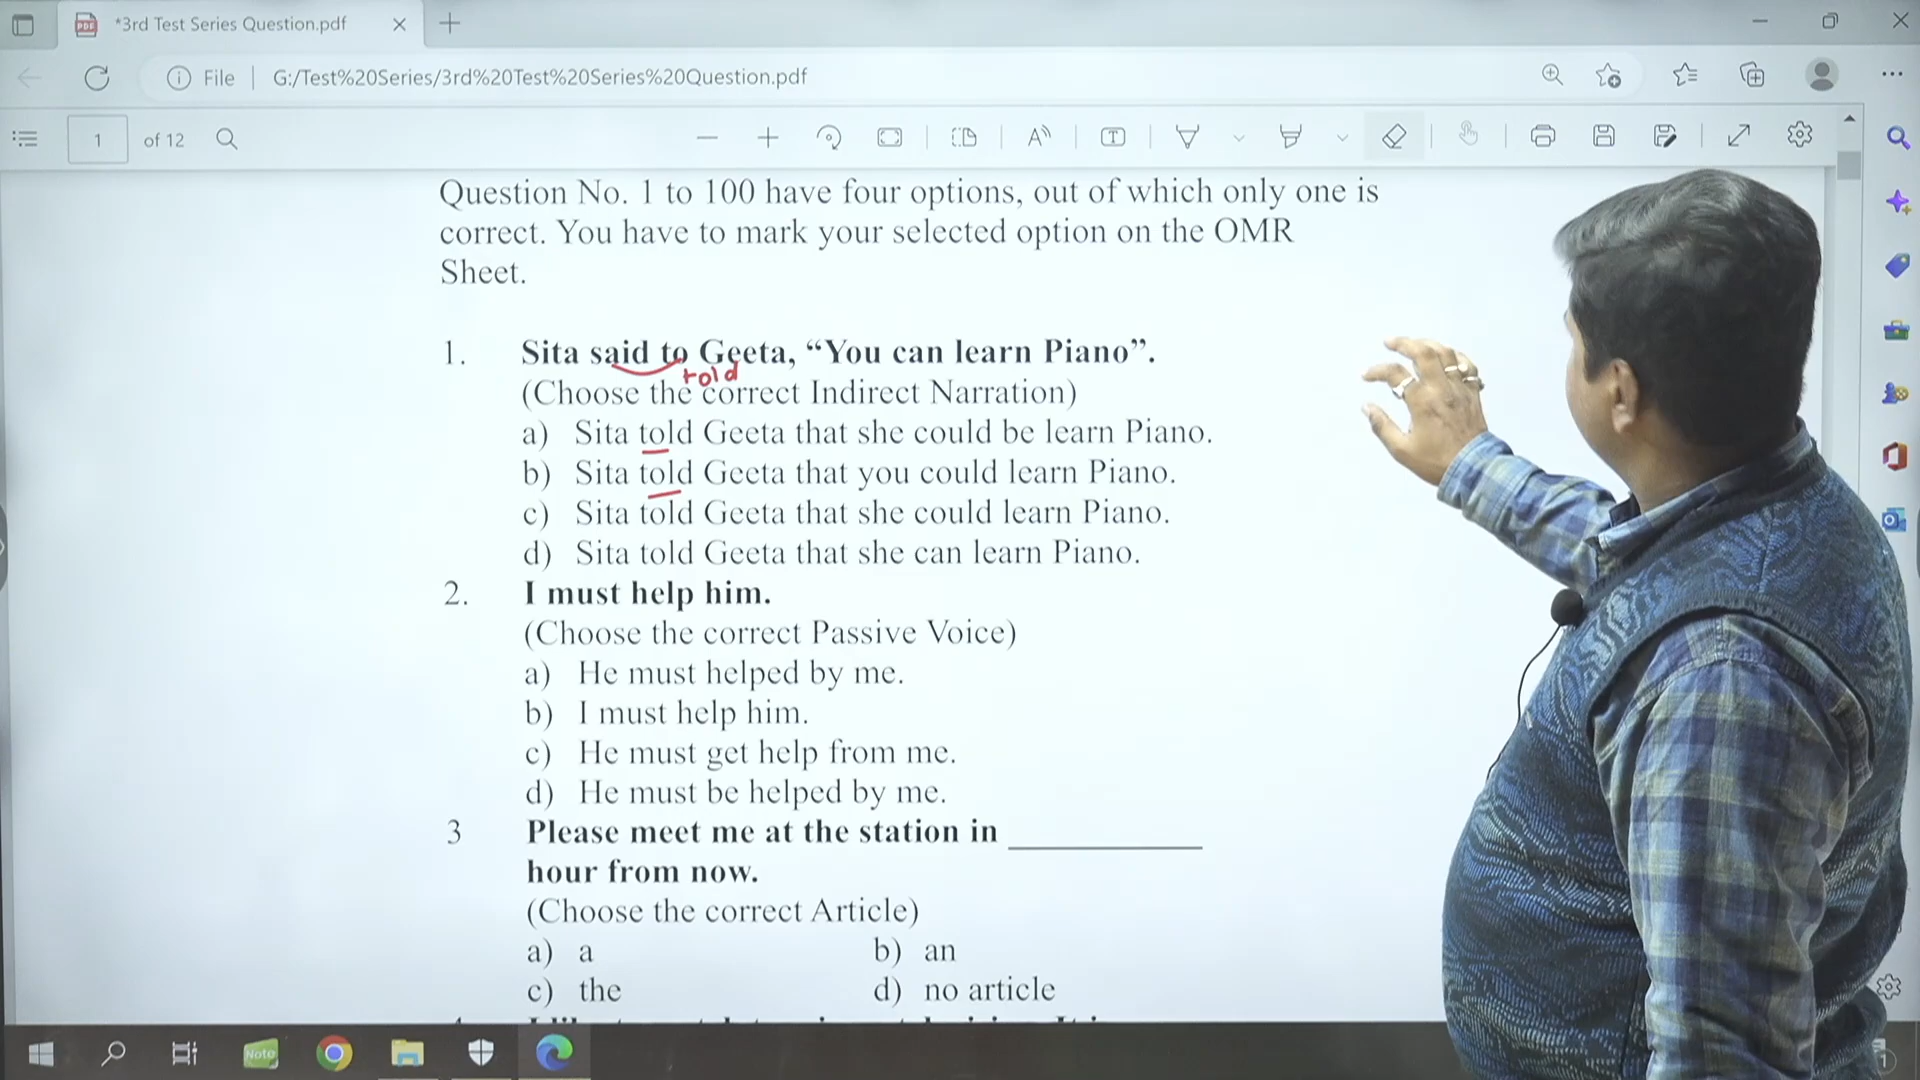 *3rd Test Series Question.pdf
File
G:/Test%20Series/3rd%20Test%20Series%20Question.pdf
1 of 12
Question No. 1 to 100 have four options, out of which only one is
correct. You have to mark your selected option on the OMR
Sheet.
1. Sita said to Geeta, “You can learn Piano”.
told
(Choose the correct Indirect Narration)
a) Sita told Geeta that she could be learn Piano.
b) Sita told Geeta that you could learn Piano.
c) Sita told Geeta that she could learn Piano.
d) Sita told Geeta that she can learn Piano.
2. I must help him.
(Choose the correct Passive Voice)
a) He must helped by me.
b) I must help him.
c) He must get help from me.
d) He must be helped by me.
3 Please meet me at the station in ____________
hour from now.
(Choose the correct Article)
a) a b) an
c) the d) no article
Note